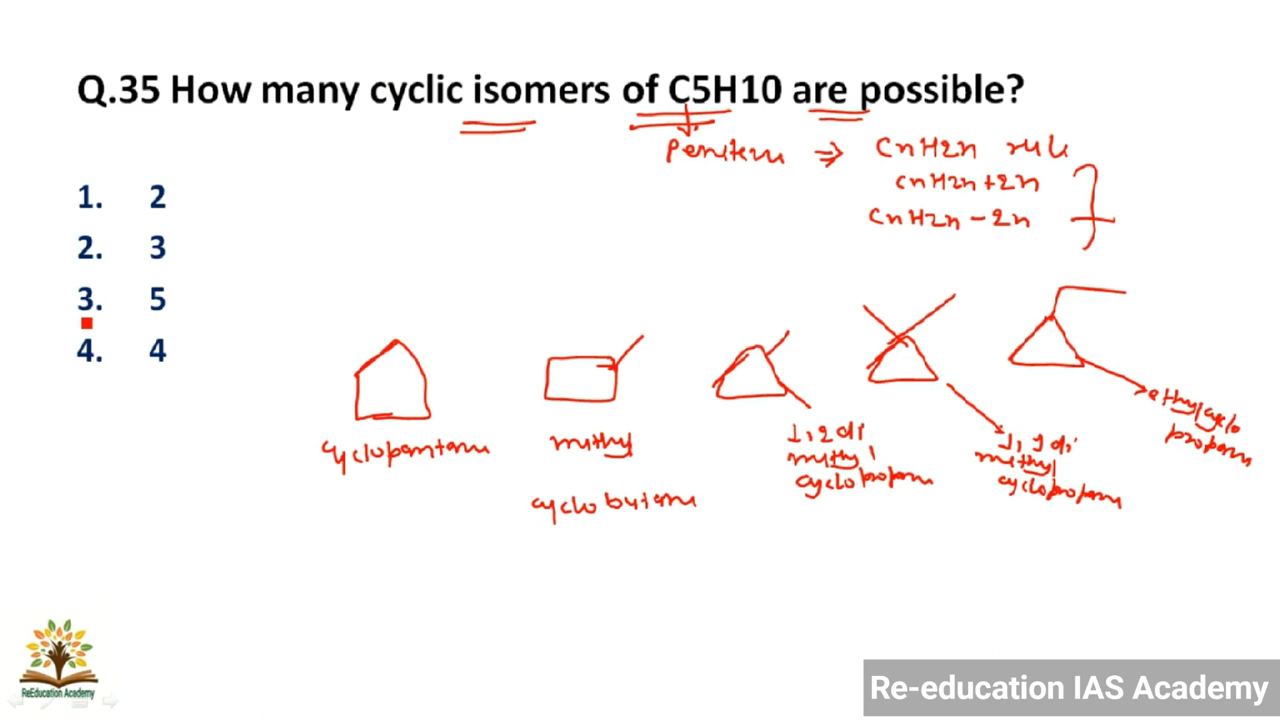 Q.35 How many cyclic isomers of C5H10 are possible?
Pentene ⇒ CnH2n rule
CnH2n+2n
CnH2n-2n
1. 2
2. 3
3. 5
4. 4
cyclopentane
methyl
cyclobutane
1,2 di
methyl
cyclopropane
1,1 di
methyl
cyclopropane
ethylcyclo
propane
ReEducation Academy
Re-education IAS Academy